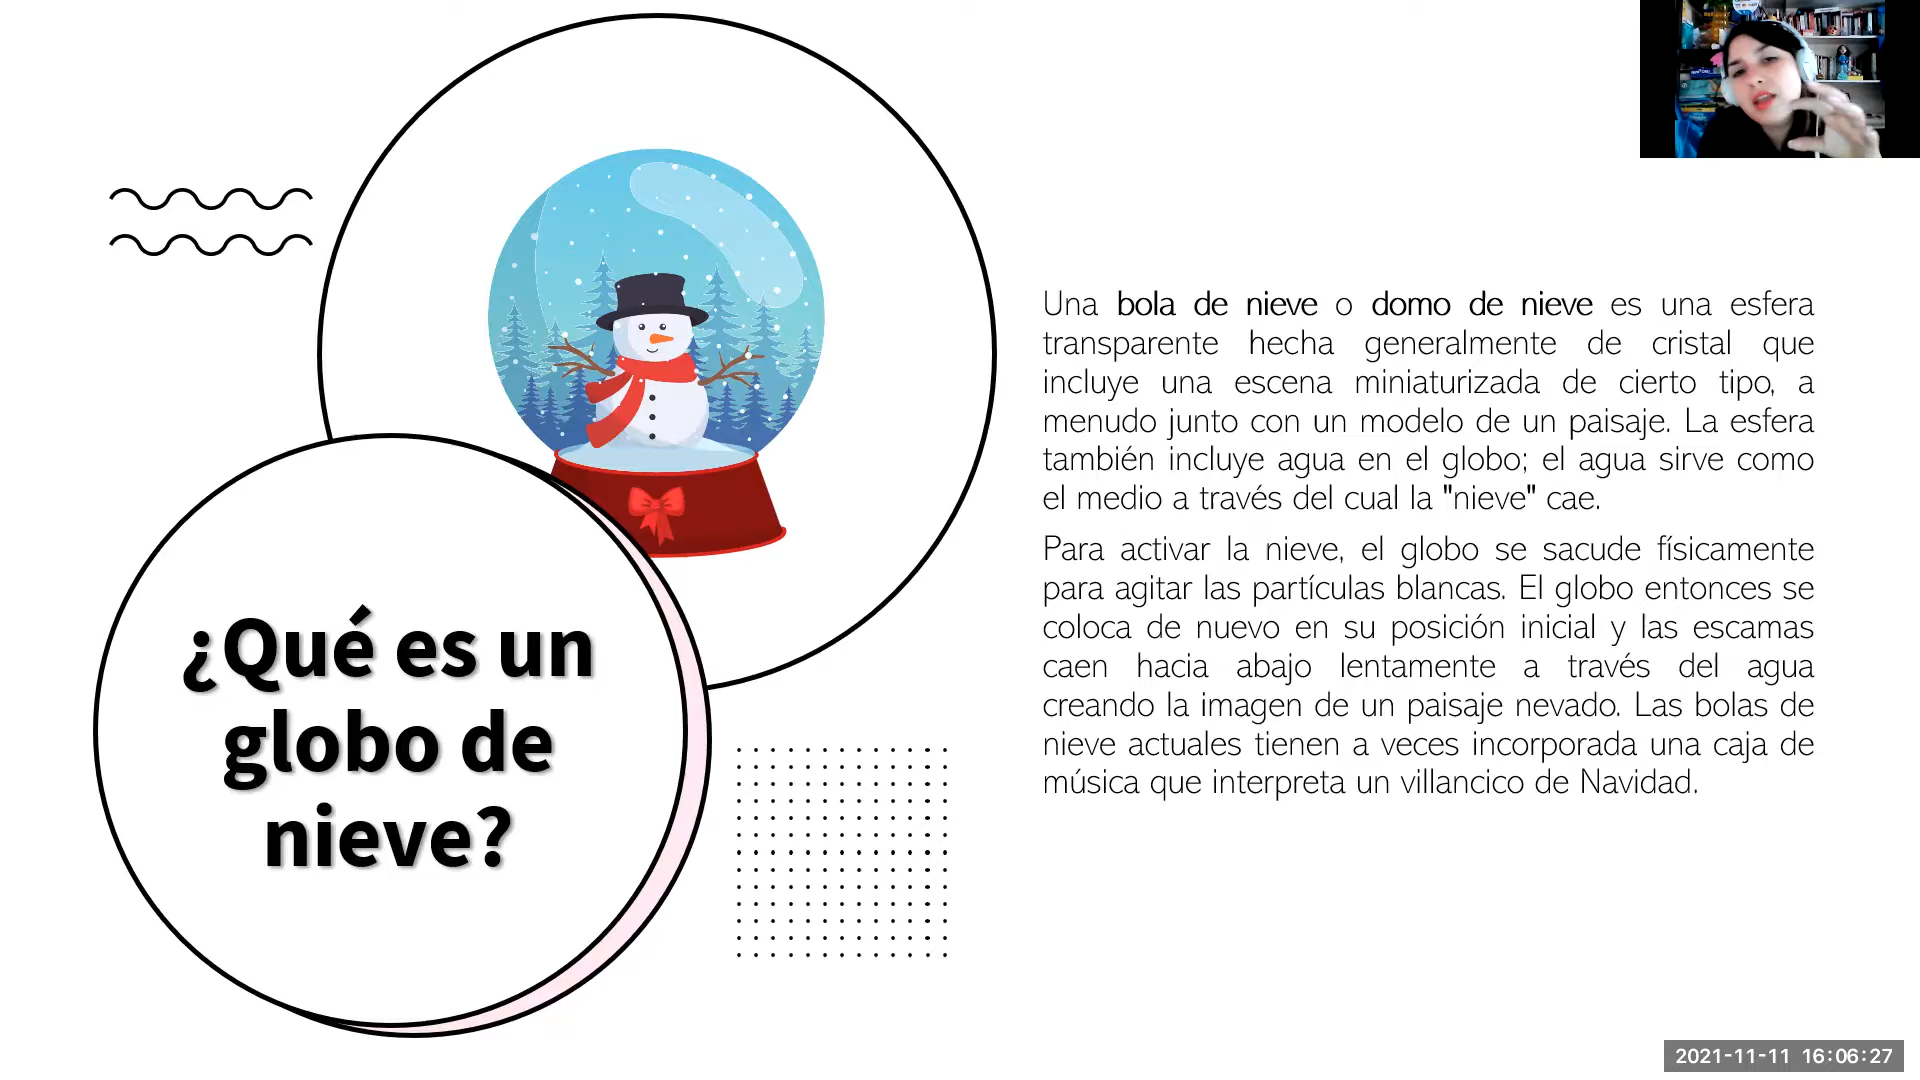 ¿Qué es un
globo de
nieve?
Una bola de nieve o domo de nieve es una esfera
transparente hecha generalmente de cristal que
incluye una escena miniaturizada de cierto tipo, a
menudo junto con un modelo de un paisaje. La esfera
también incluye agua en el globo; el agua sirve como
el medio a través del cual la "nieve" cae.
Para activar la nieve, el globo se sacude físicamente
para agitar las partículas blancas. El globo entonces se
coloca de nuevo en su posición inicial y las escamas
caen hacia abajo lentamente a través del agua
creando la imagen de un paisaje nevado. Las bolas de
nieve actuales tienen a veces incorporada una caja de
música que interpreta un villancico de Navidad.
2021-11-11 16:06:27